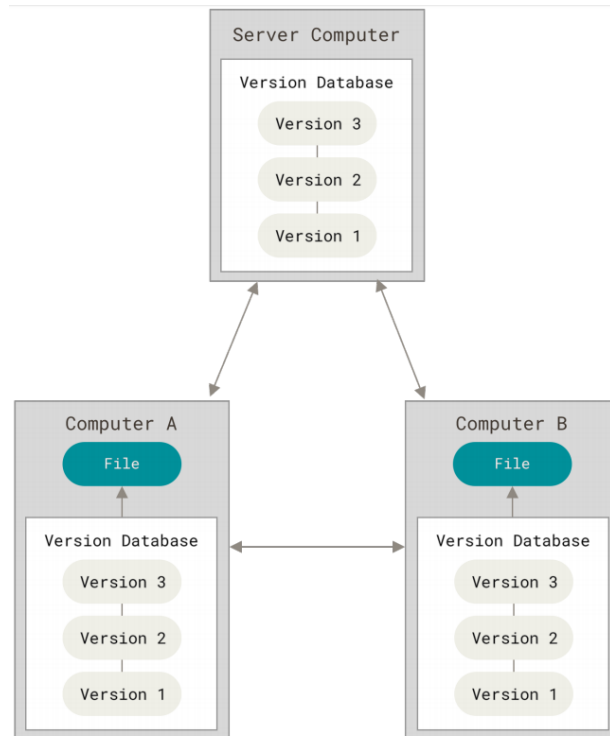 Server Computer
Version Database
Version 3
Version 2
Version 1
Computer A
File
Version Database
Version 3
Version 2
Version 1
Computer B
File
Version Database
Version 3
Version 2
Version 1